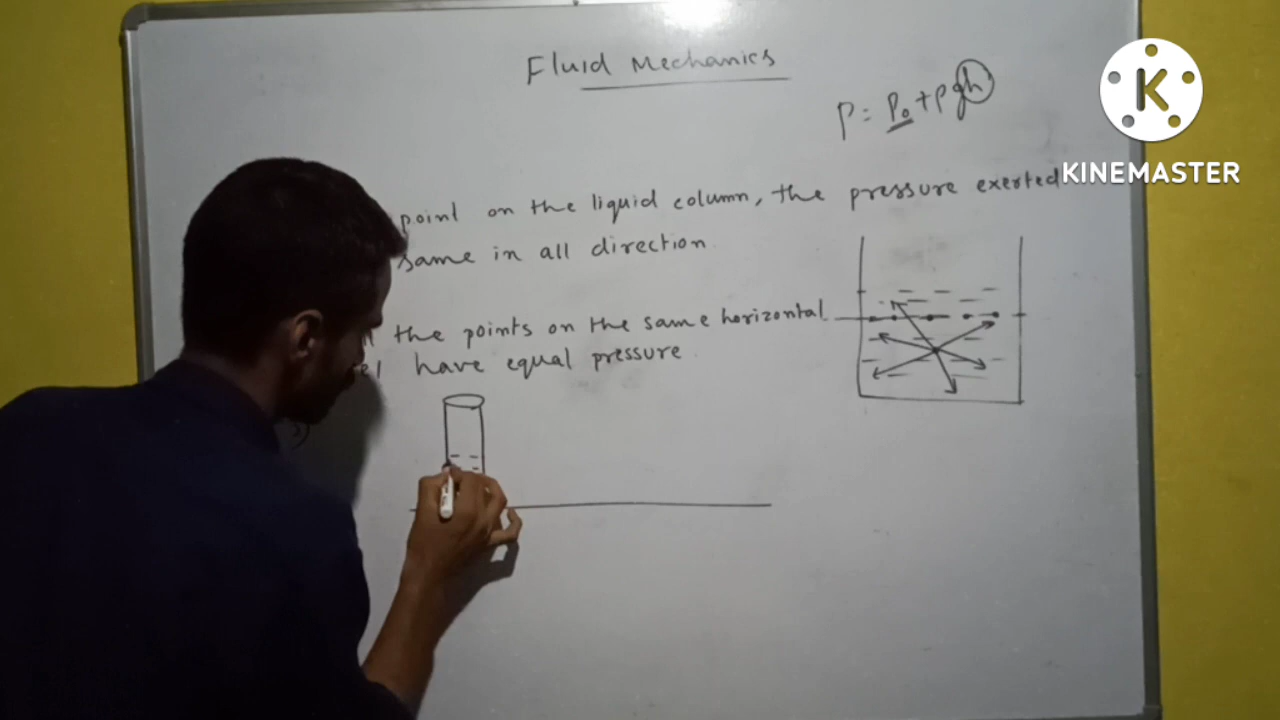 Fluid Mechanics
P = P₀ + ρgh
point on the liquid column, the pressure exerted
same in all direction
the points on the same horizontal
have equal pressure.
K
KINEMASTER